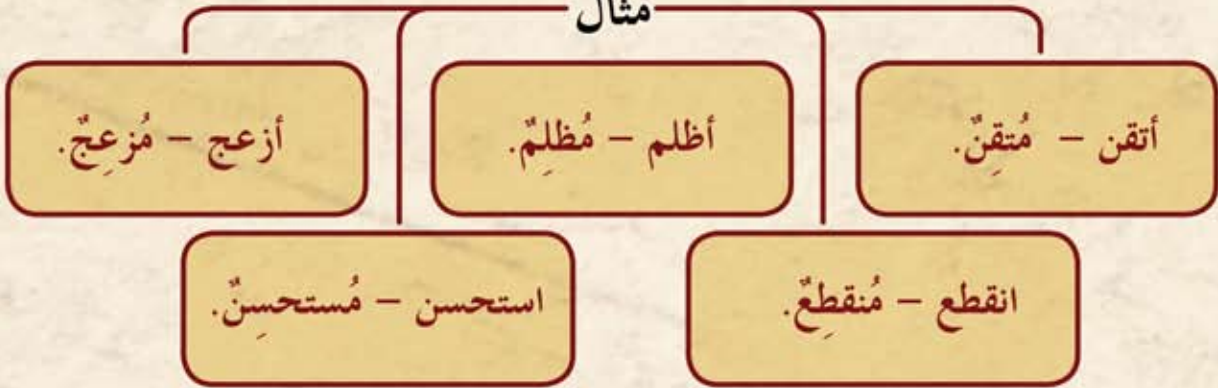 مثال
أتقن – مُتقِنٌ.
أظلم – مُظلِمٌ.
أزعج – مُزعِجٌ.
انقطع – مُنقطِعٌ.
استحسن – مُستحسِنٌ.